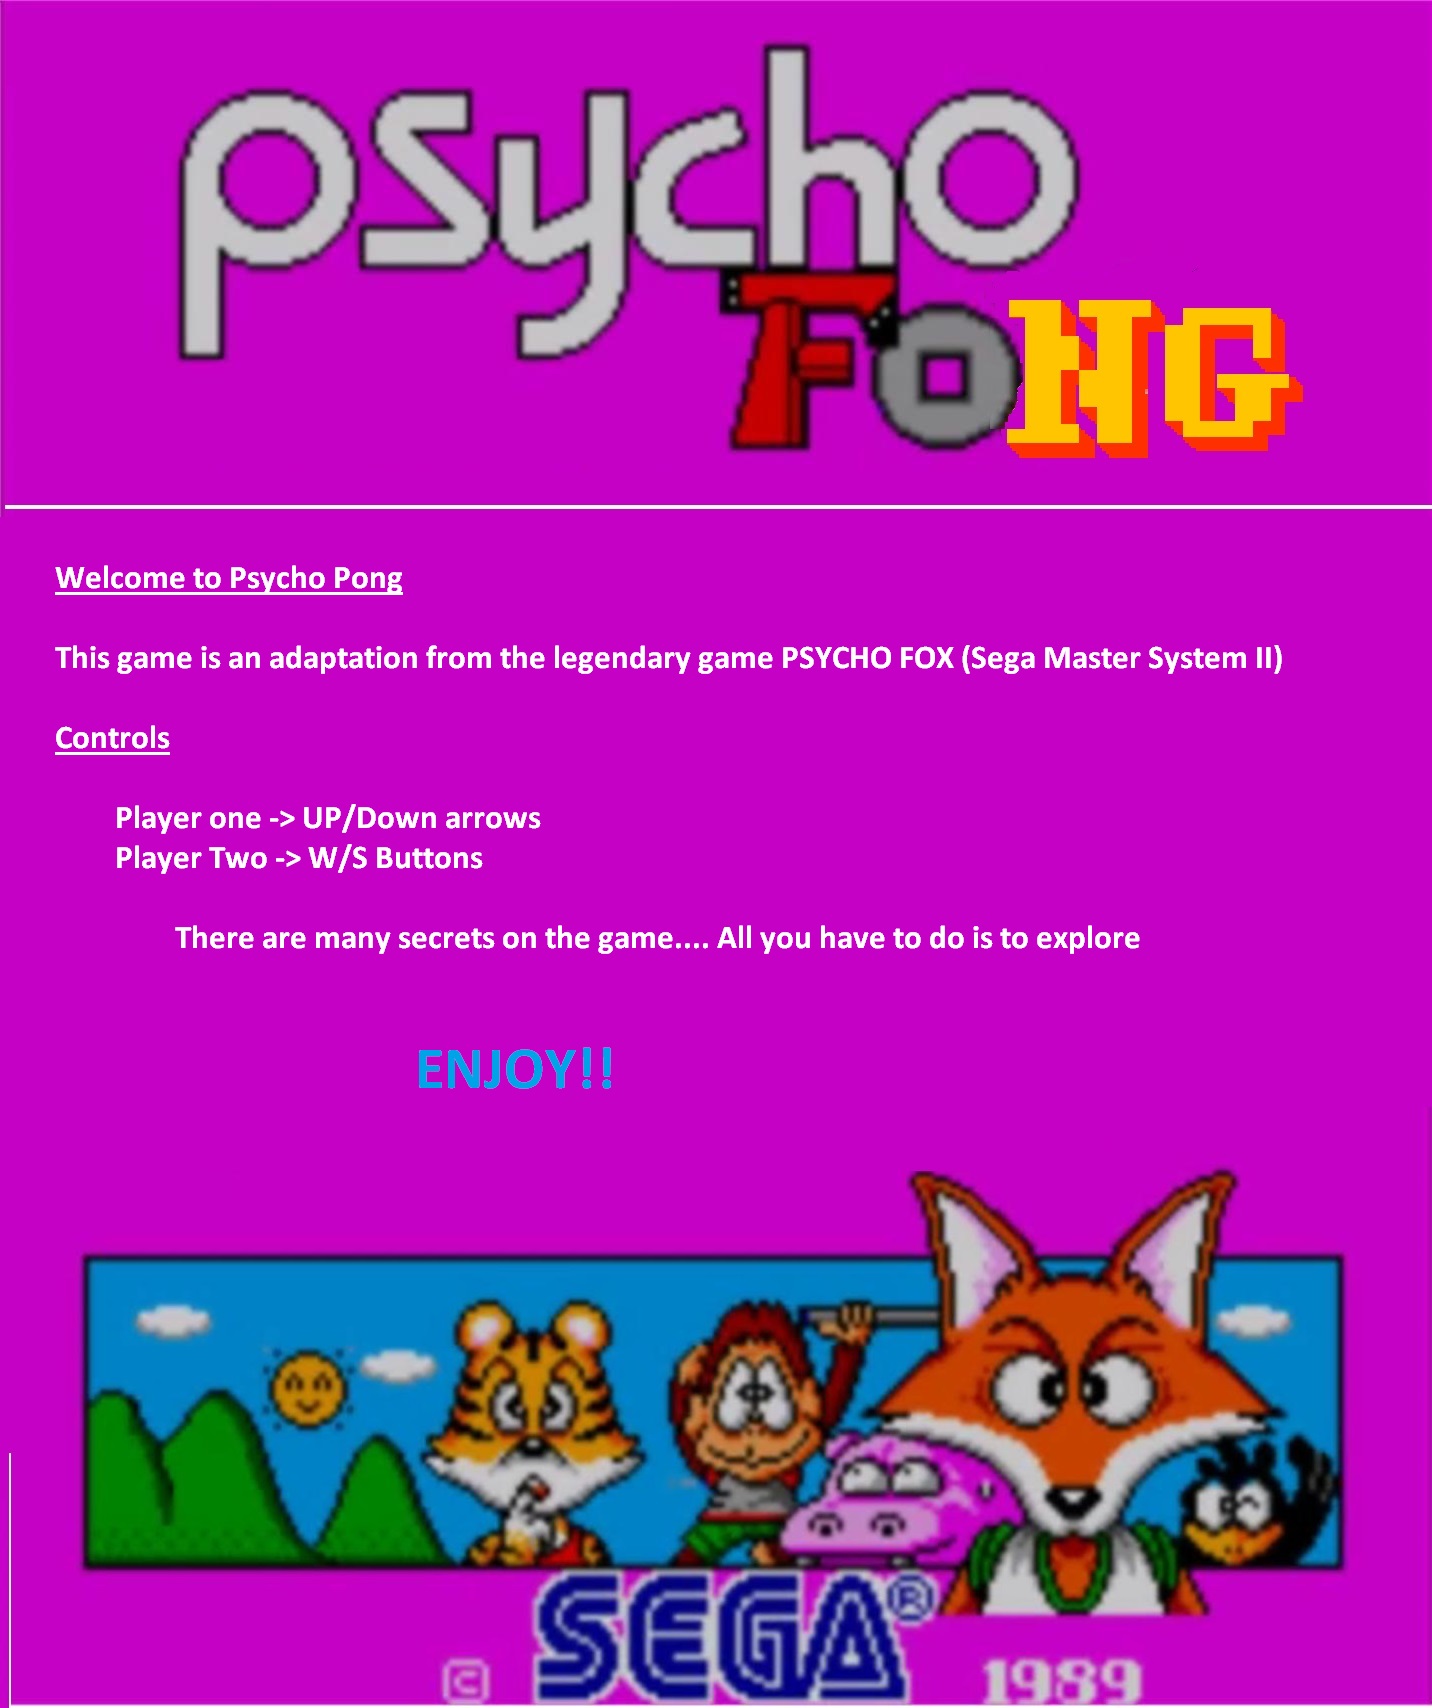 psycho
FONG
Welcome to Psycho Pong
This game is an adaptation from the legendary game PSYCHO FOX (Sega Master System II)
Controls
Player one -> UP/Down arrows
Player Two -> W/S Buttons
There are many secrets on the game.... All you have to do is to explore
ENJOY!!
SEGA®
© 1989